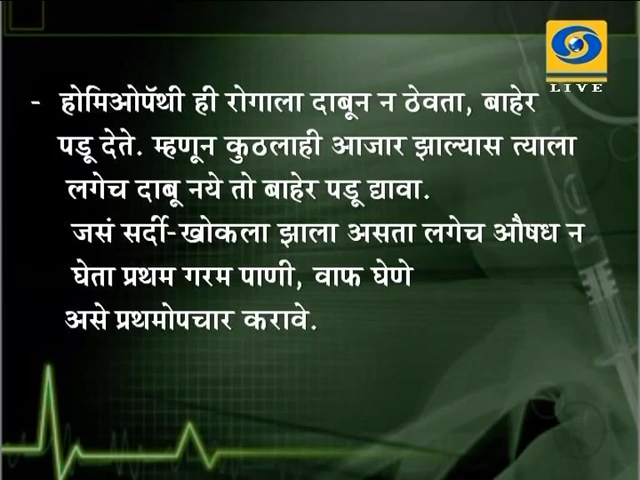 - होमिओपॅथी ही रोगाला दाबून न ठेवता, बाहेर
पडू देते. म्हणून कुठलाही आजार झाल्यास त्याला
लगेच दाबू नये तो बाहेर पडू द्यावा.
जसं सर्दी-खोकला झाला असता लगेच औषध न
घेता प्रथम गरम पाणी, वाफ घेणे
असे प्रथमोपचार करावे.
LIVE